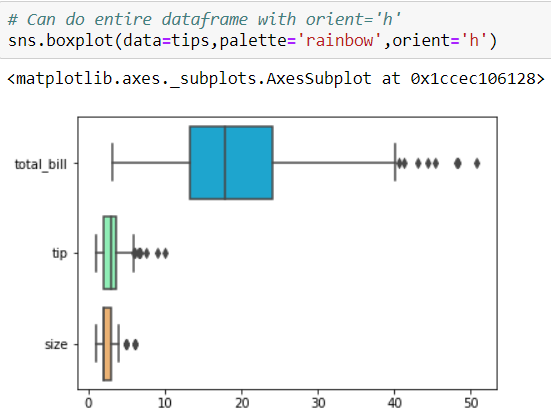 # Can do entire dataframe with orient='h'
sns.boxplot(data=tips,palette='rainbow',orient='h')
<matplotlib.axes._subplots.AxesSubplot at 0x1ccec106128>
total_bill
tip
size
0 10 20 30 40 50